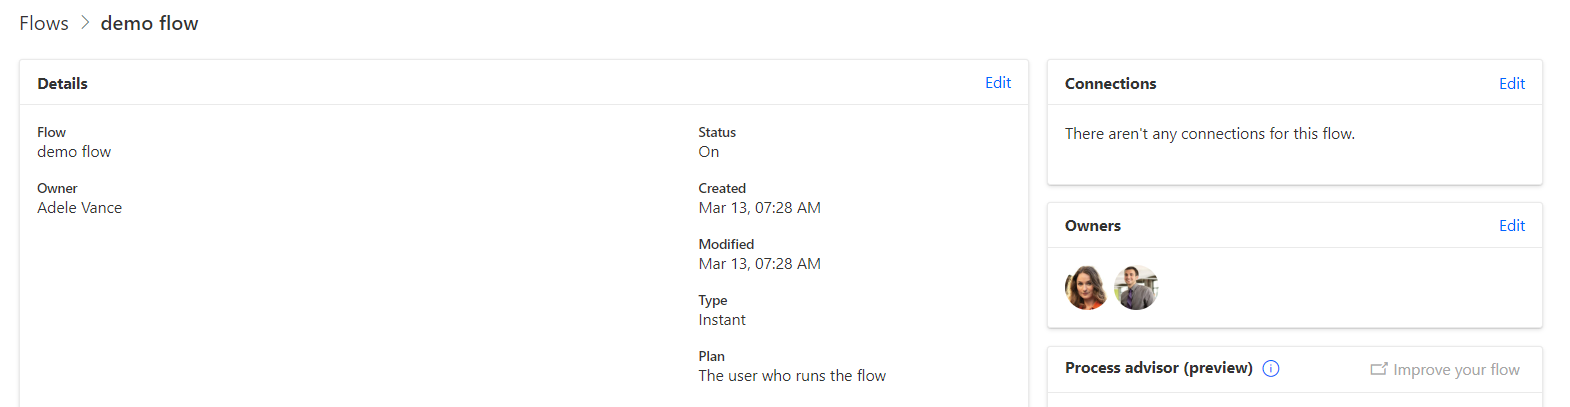 Flows > demo flow
Details
Edit
Flow
demo flow
Owner
Adele Vance
Status
On
Created
Mar 13, 07:28 AM
Modified
Mar 13, 07:28 AM
Type
Instant
Plan
The user who runs the flow
Connections
Edit
There aren't any connections for this flow.
Owners
Edit
Process advisor (preview)
Improve your flow